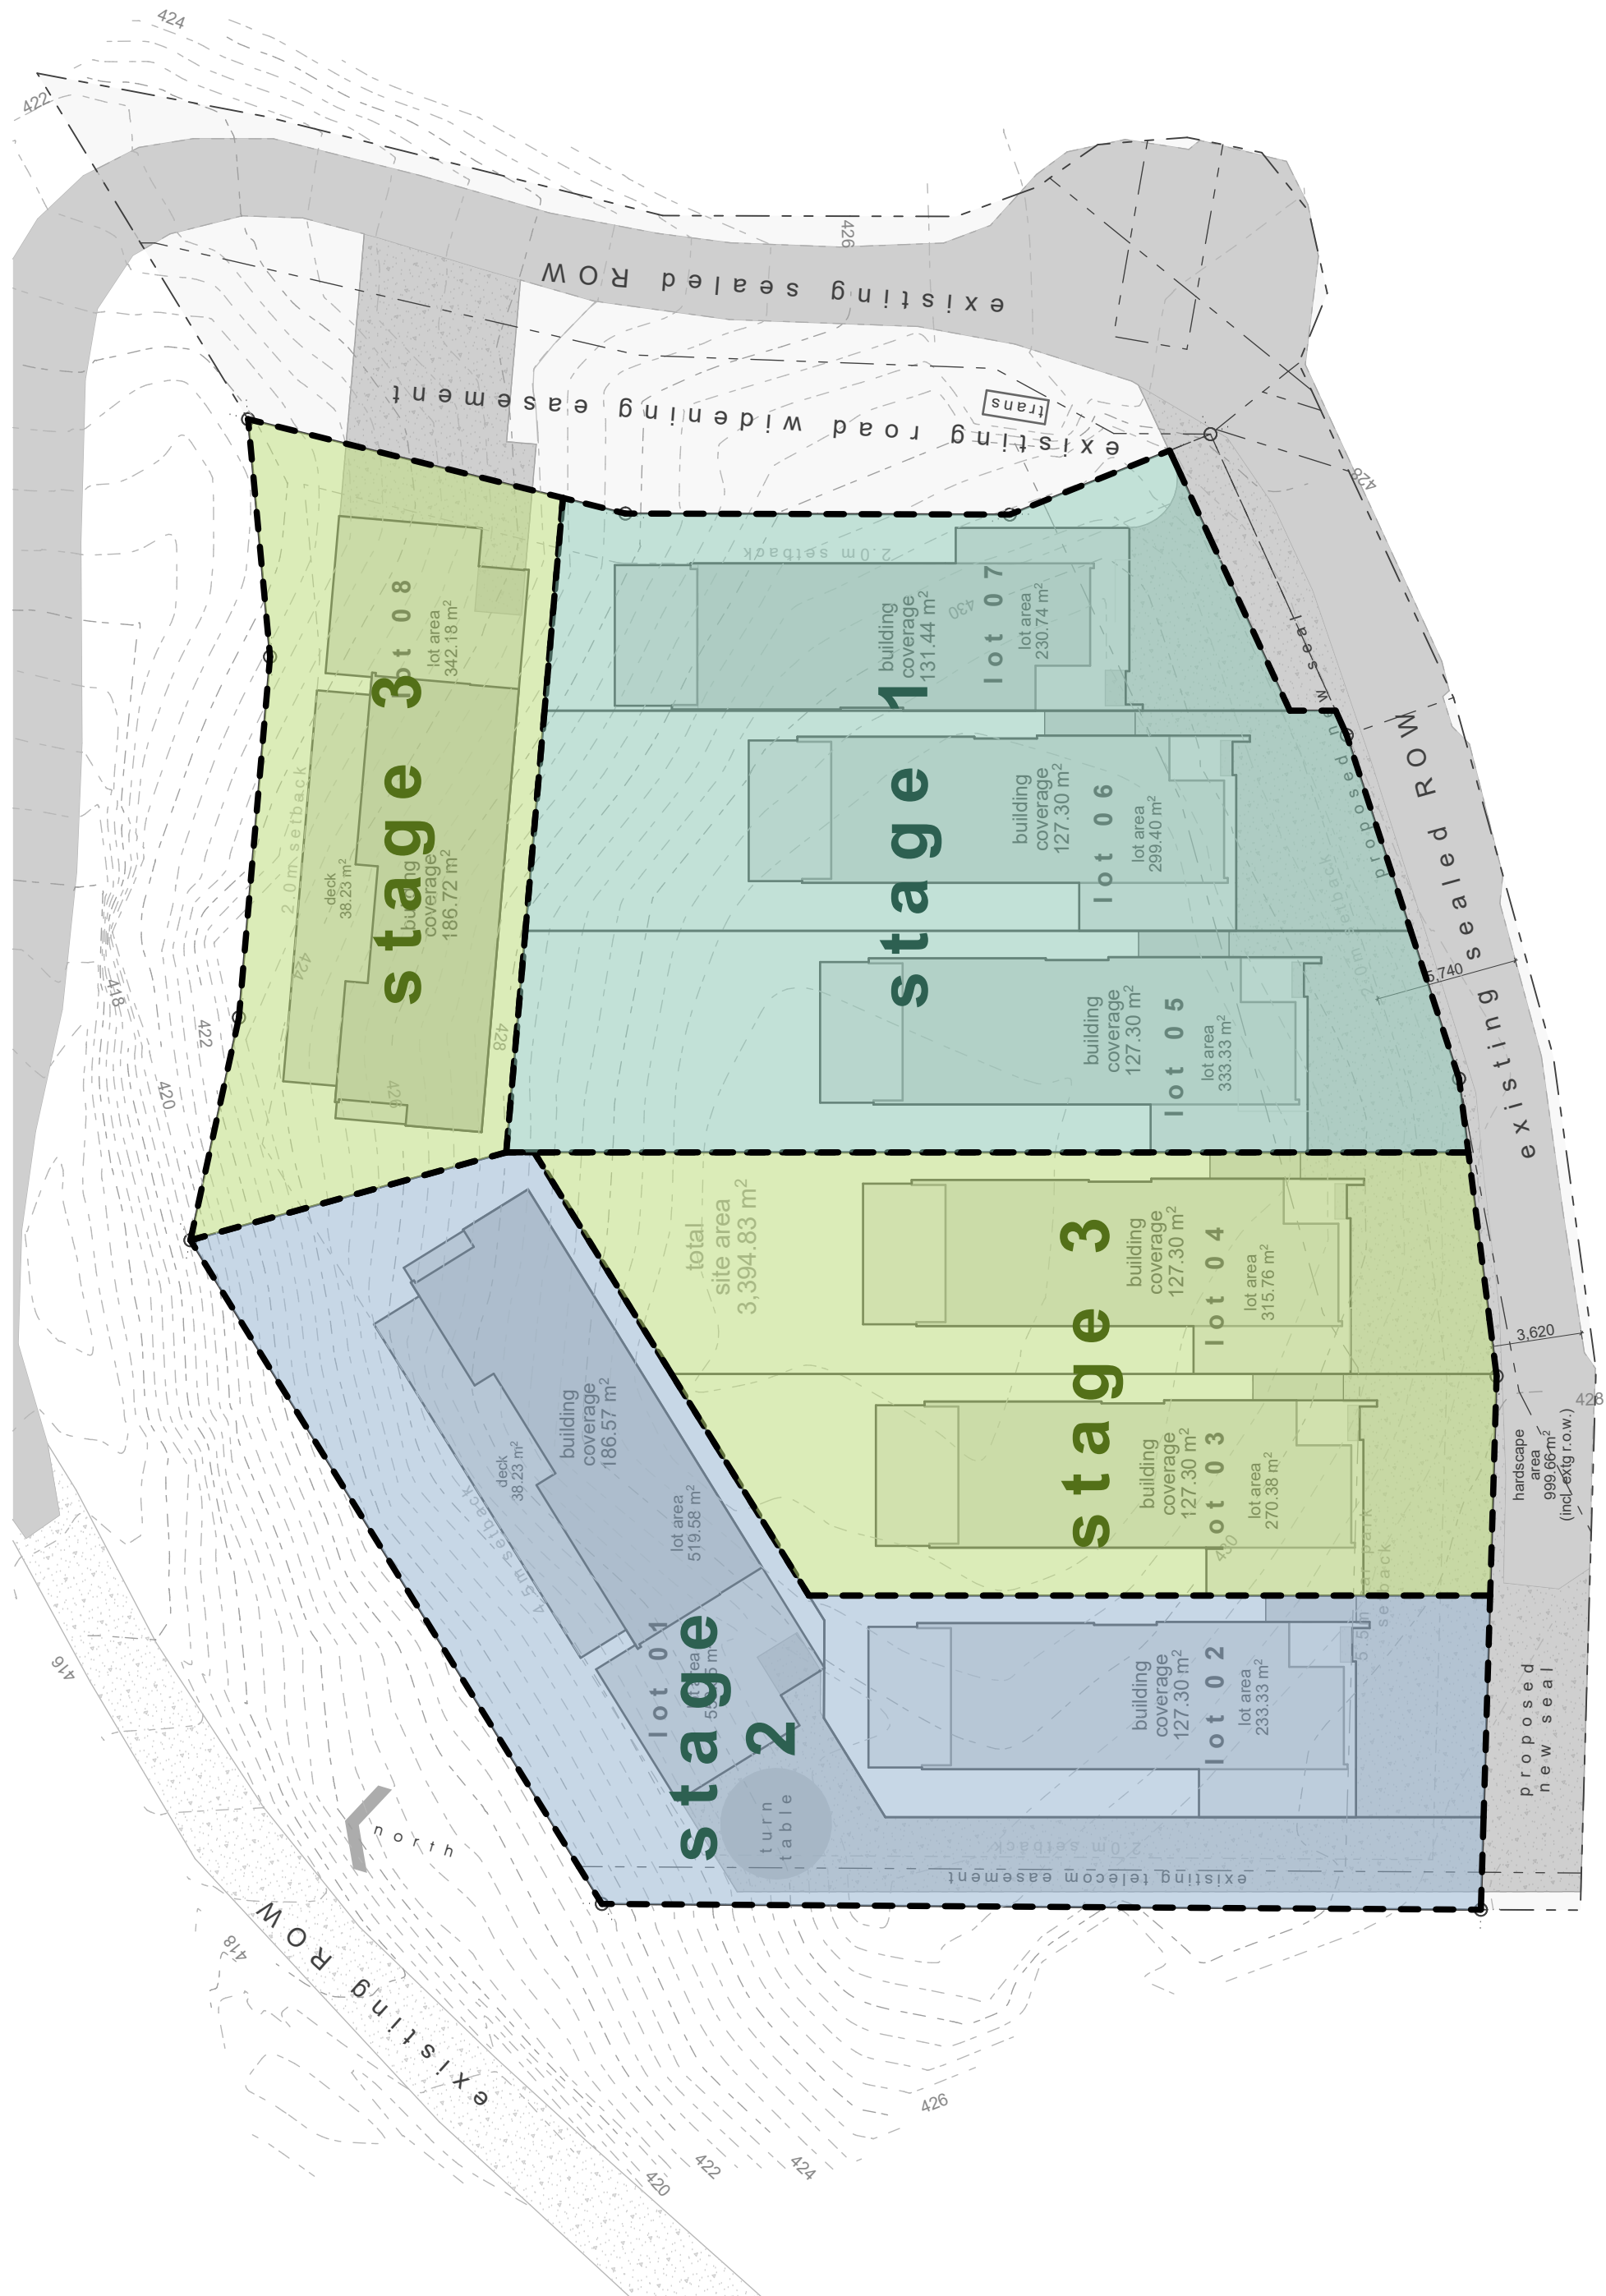 424
422
426
existing sealed ROW
existing road widening easement
trans
428
2.0m setback
430
building
coverage
131.44 m²
lot 07
lot area
230.74 m²
lot 08
lot area
342.18 m²
stage 3
2.0m setback
deck
38.23 m²
building
coverage
186.72 m²
424
426
428
stage 1
building
coverage
127.30 m²
lot 06
lot area
299.40 m²
building
coverage
127.30 m²
lot 05
lot area
333.33 m²
proposed new seal
2.0m setback
existing sealed ROW
5,740
418
422
420
total
site area
3,394.83 m²
stage 3
building
coverage
127.30 m²
lot 04
lot area
315.76 m²
3,620
428
building
coverage
127.30 m²
lot 03
lot area
270.38 m²
430
hardscape
area
999.66 m²
(incl. extg r.o.w.)
building
coverage
186.57 m²
deck
38.23 m²
lot area
519.58 m²
4.5m setback
lot 01
stage
2
turn
table
building
coverage
127.30 m²
lot 02
lot area
233.33 m²
setback
proposed
new seal
2.0m setback
existing telecom easement
416
north
418
existing ROW
426
424
422
420